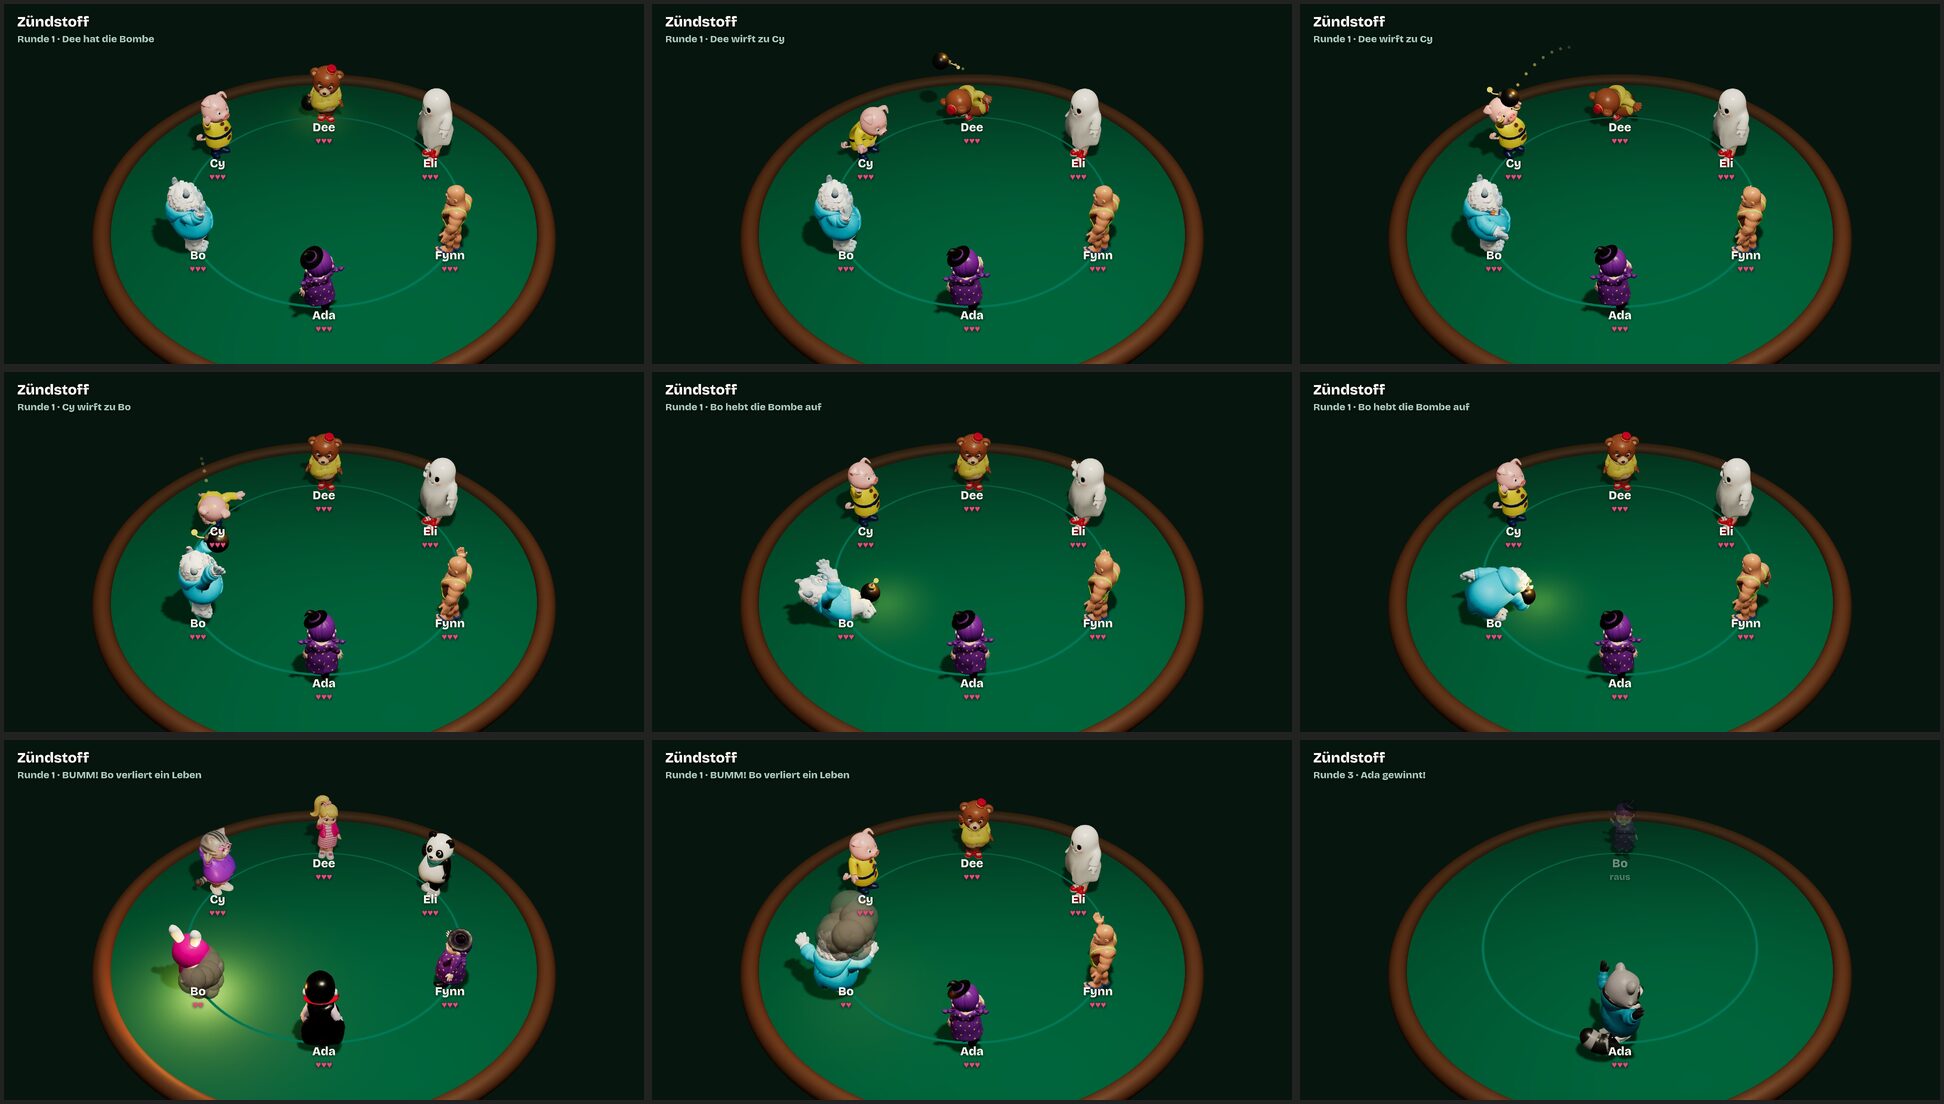 Zündstoff
Runde 1 · Dee hat die Bombe
Dee
Cy
Eli
Bo
Fynn
Ada
Zündstoff
Runde 1 · Dee wirft zu Cy
Dee
Cy
Eli
Bo
Fynn
Ada
Zündstoff
Runde 1 · Dee wirft zu Cy
Dee
Cy
Eli
Bo
Fynn
Ada
Zündstoff
Runde 1 · Cy wirft zu Bo
Dee
Cy
Eli
Bo
Fynn
Ada
Zündstoff
Runde 1 · Bo hebt die Bombe auf
Dee
Cy
Eli
Bo
Fynn
Ada
Zündstoff
Runde 1 · Bo hebt die Bombe auf
Dee
Cy
Eli
Bo
Fynn
Ada
Zündstoff
Runde 1 · BUMM! Bo verliert ein Leben
Dee
Cy
Eli
Bo
Fynn
Ada
Zündstoff
Runde 1 · BUMM! Bo verliert ein Leben
Dee
Cy
Eli
Bo
Fynn
Ada
Zündstoff
Runde 3 · Ada gewinnt!
Bo
raus
Ada